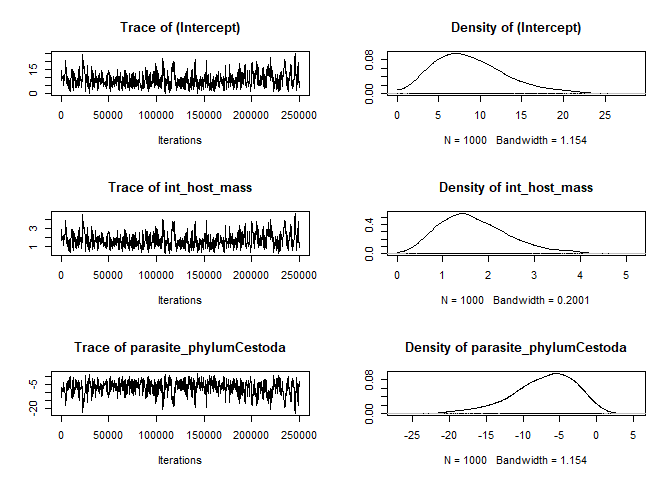 Trace of (Intercept)
0 15
0 50000 100000 150000 200000 250000
Iterations
Density of (Intercept)
0.00 0.08
0 5 10 15 20 25
N = 1000 Bandwidth = 1.154
Trace of int_host_mass
1 3
0 50000 100000 150000 200000 250000
Iterations
Density of int_host_mass
0.0 0.4
0 1 2 3 4 5
N = 1000 Bandwidth = 0.2001
Trace of parasite_phylumCestoda
-20 -5
0 50000 100000 150000 200000 250000
Iterations
Density of parasite_phylumCestoda
0.00 0.08
-25 -20 -15 -10 -5 0 5
N = 1000 Bandwidth = 1.154